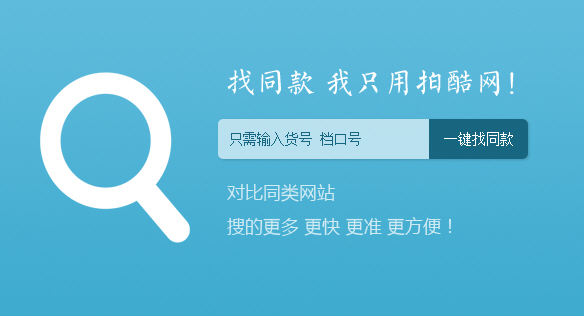 找同款 我只用拍酷网！
只需输入货号 档口号
一键找同款
对比同类网站
搜的更多 更快 更准 更方便！